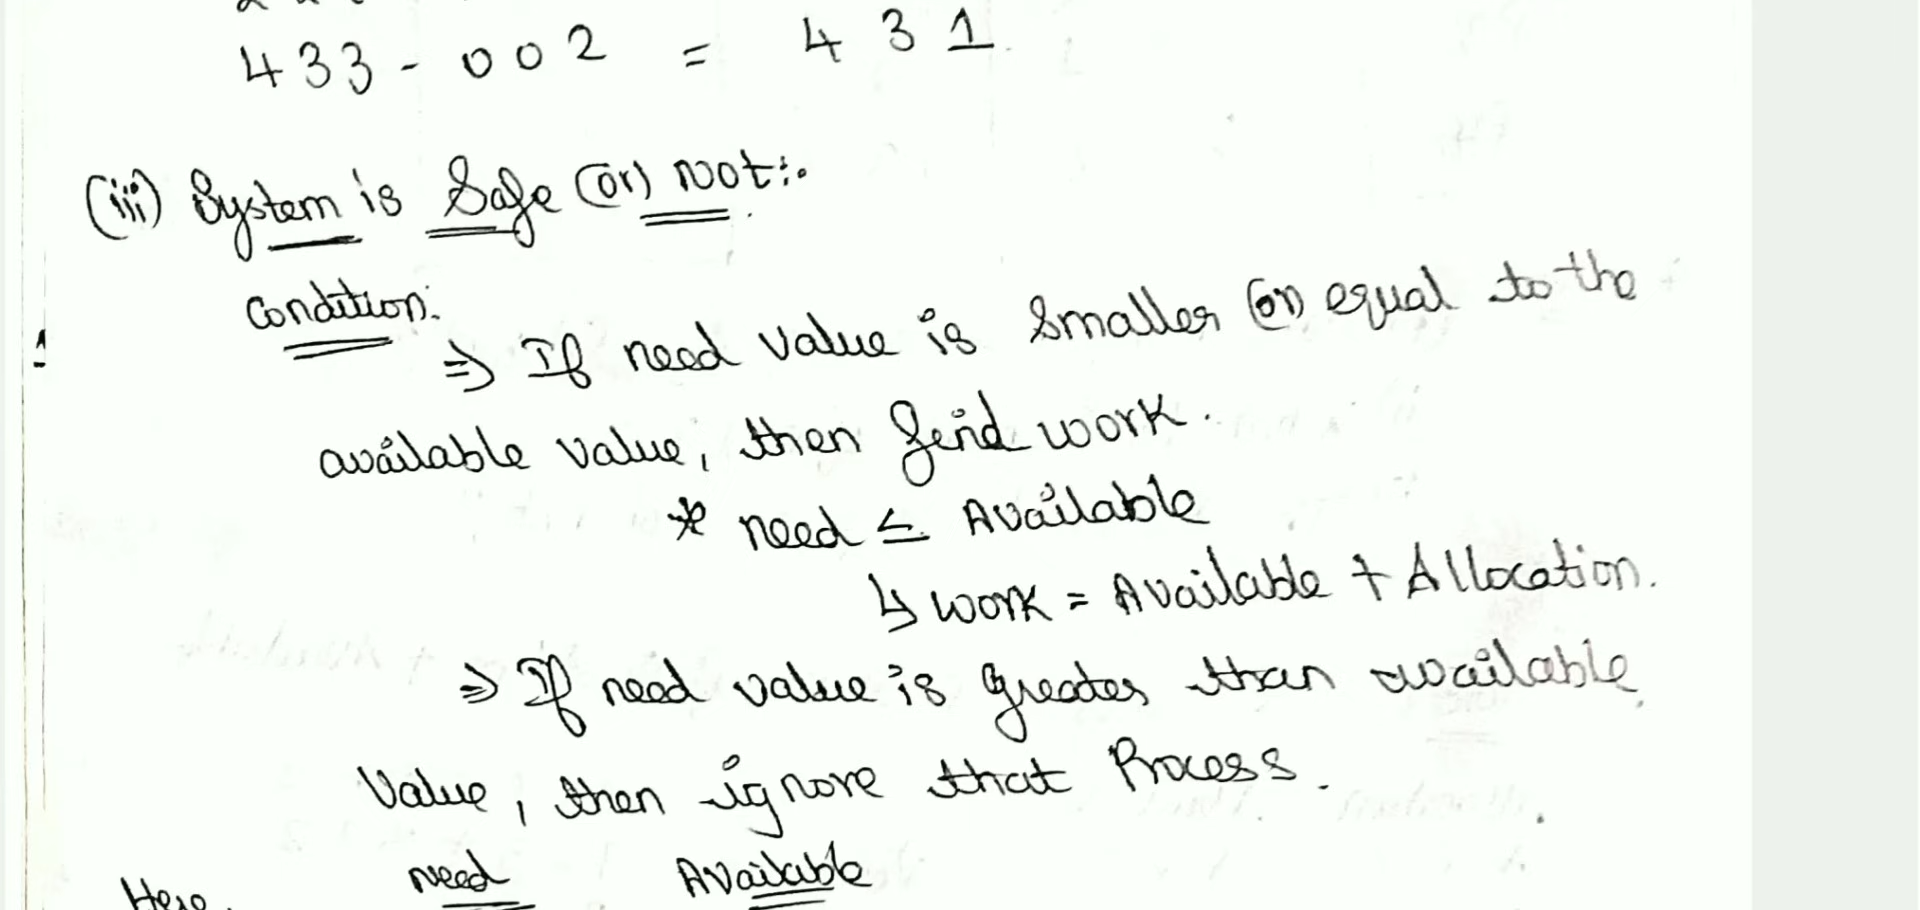 433 - 002 = 431
(iii) System is Safe (or) not:.
Condition:
⇒ If need value is smaller (or) equal to the
available value, then find work.
* need ≤ Available
↳ work = Available + Allocation.
⇒ If need value is greater than available
Value, then ignore that Process.
Here, need Available